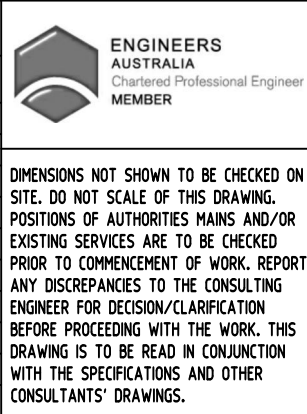 ENGINEERS
AUSTRALIA
Chartered Professional Engineer
MEMBER
DIMENSIONS NOT SHOWN TO BE CHECKED ON
SITE. DO NOT SCALE OF THIS DRAWING.
POSITIONS OF AUTHORITIES MAINS AND/OR
EXISTING SERVICES ARE TO BE CHECKED
PRIOR TO COMMENCEMENT OF WORK. REPORT
ANY DISCREPANCIES TO THE CONSULTING
ENGINEER FOR DECISION/CLARIFICATION
BEFORE PROCEEDING WITH THE WORK. THIS
DRAWING IS TO BE READ IN CONJUNCTION
WITH THE SPECIFICATIONS AND OTHER
CONSULTANTS' DRAWINGS.